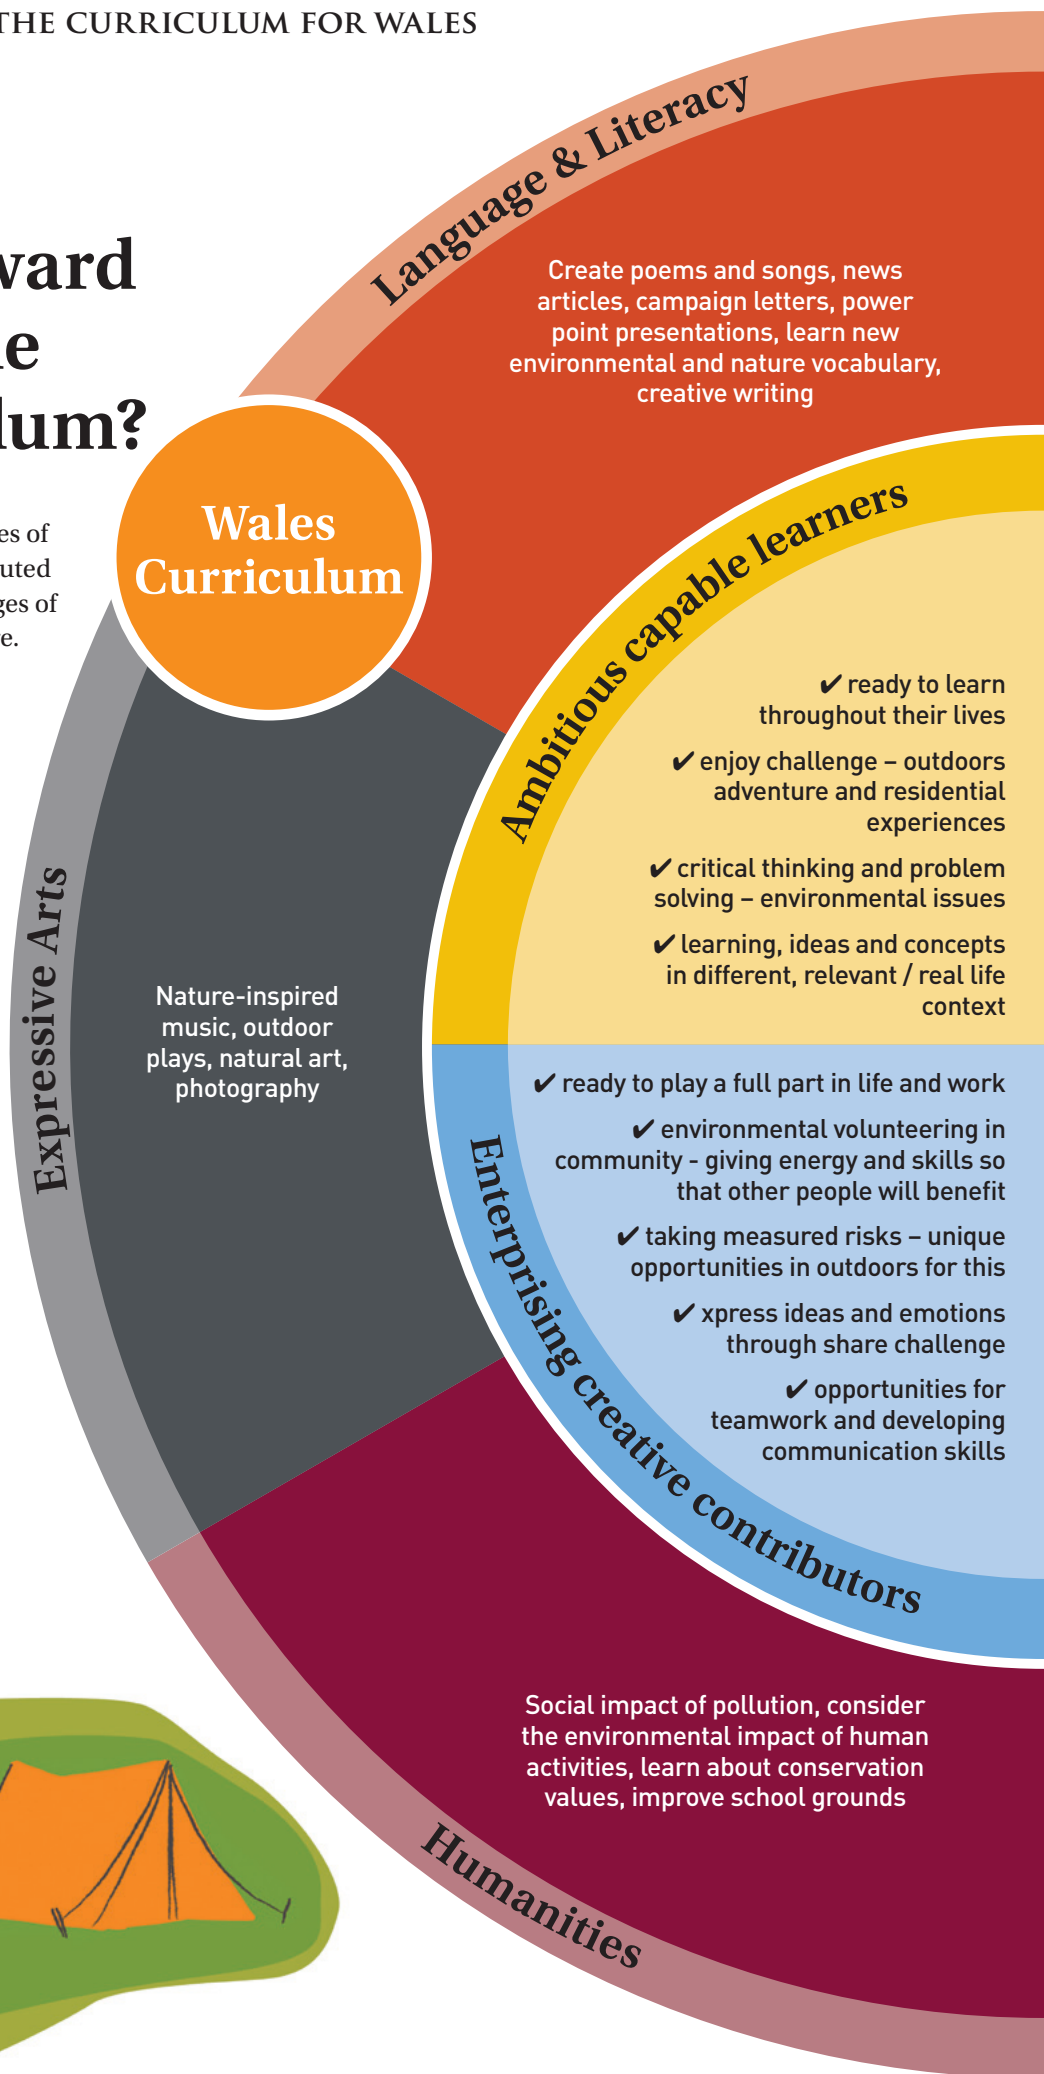 THE CURRICULUM FOR WALES
Language & Literacy
Create poems and songs, news
articles, campaign letters, power
point presentations, learn new
environmental and nature vocabulary,
creative writing
Wales
Curriculum
of
Ambitious capable learners
✔ ready to learn
throughout their lives
✔ enjoy challenge – outdoors
adventure and residential
experiences
✔ critical thinking and problem
solving – environmental issues
✔ learning, ideas and concepts
in different, relevant / real life
context
Expressive Arts
Nature-inspired
music, outdoor
plays, natural art,
photography
Enterprising creative contributors
✔ ready to play a full part in life and work
✔ environmental volunteering in
community - giving energy and skills so
that other people will benefit
✔ taking measured risks – unique
opportunities in outdoors for this
✔ xpress ideas and emotions
through share challenge
✔ opportunities for
teamwork and developing
communication skills
Social impact of pollution, consider
the environmental impact of human
activities, learn about conservation
values, improve school grounds
Humanities